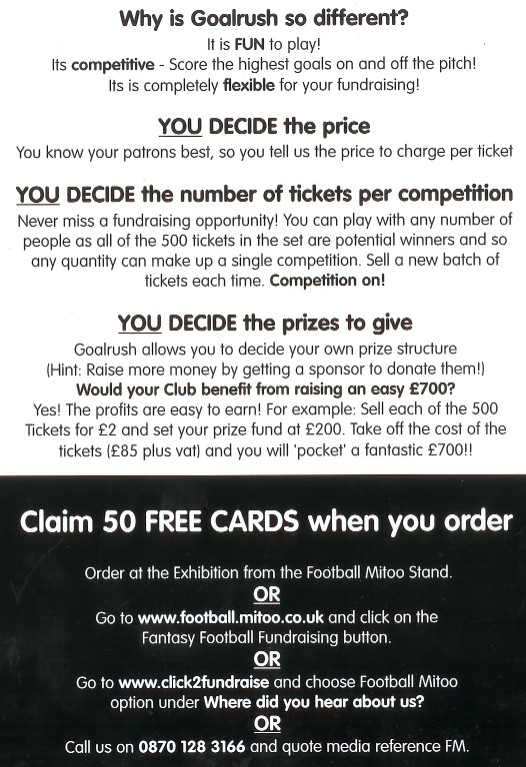 Why is Goalrush so different?
It is FUN to play!
Its competitive - Score the highest goals on and off the pitch!
Its is completely flexible for your fundraising!
YOU DECIDE the price
You know your patrons best, so you tell us the price to charge per ticket
YOU DECIDE the number of tickets per competition
Never miss a fundraising opportunity! You can play with any number of
people as all of the 500 tickets in the set are potential winners and so
any quantity can make up a single competition. Sell a new batch of
tickets each time. Competition on!
YOU DECIDE the prizes to give
Goalrush allows you to decide your own prize structure
(Hint: Raise more money by getting a sponsor to donate them!)
Would your Club benefit from raising an easy £700?
Yes! The profits are easy to earn! For example: Sell each of the 500
Tickets for £2 and set your prize fund at £200. Take off the cost of the
tickets (£85 plus vat) and you will 'pocket' a fantastic £700!!
Claim 50 FREE CARDS when you order
Order at the Exhibition from the Football Mitoo Stand.
OR
Go to www.football.mitoo.co.uk and click on the
Fantasy Football Fundraising button.
OR
Go to www.click2fundraise and choose Football Mitoo
option under Where did you hear about us?
OR
Call us on 0870 128 3166 and quote media reference FM.